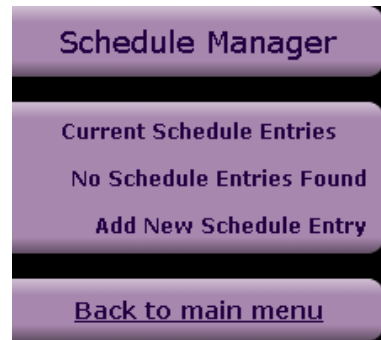 Schedule Manager
Current Schedule Entries
No Schedule Entries Found
Add New Schedule Entry
Back to main menu